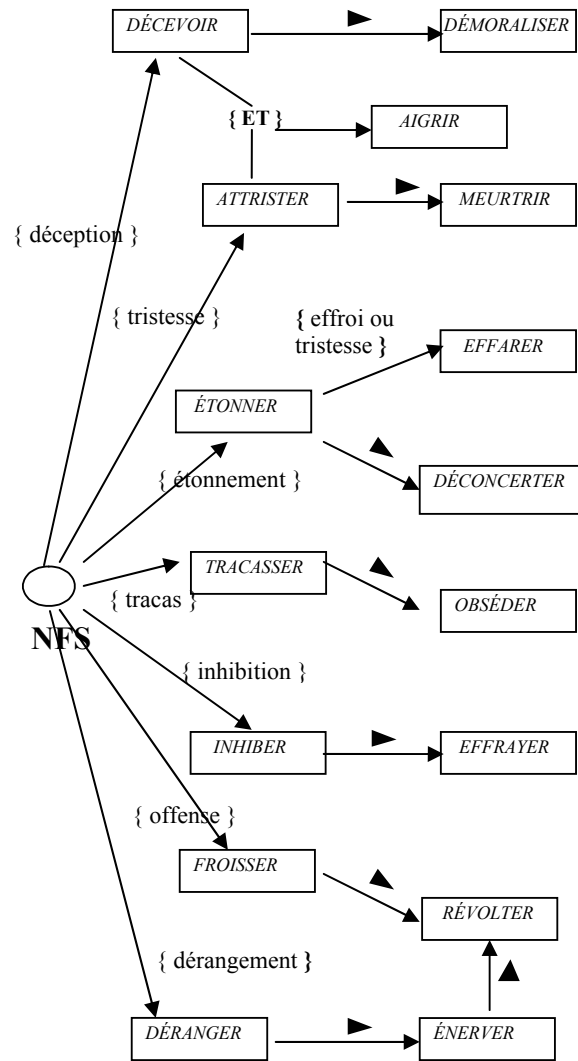 DÉCEVOIR
DÉMORALISER
{ ET }
AIGRIR
ATTRISTER
MEURTRIR
{ déception }
{ tristesse }
{ effroi ou
tristesse }
EFFARER
ÉTONNER
{ étonnement }
DÉCONCERTER
TRACASSER
{ tracas }
OBSÉDER
NFS
{ inhibition }
INHIBER
EFFRAYER
{ offense }
FROISSER
RÉVOLTER
{ dérangement }
DÉRANGER
ÉNERVER